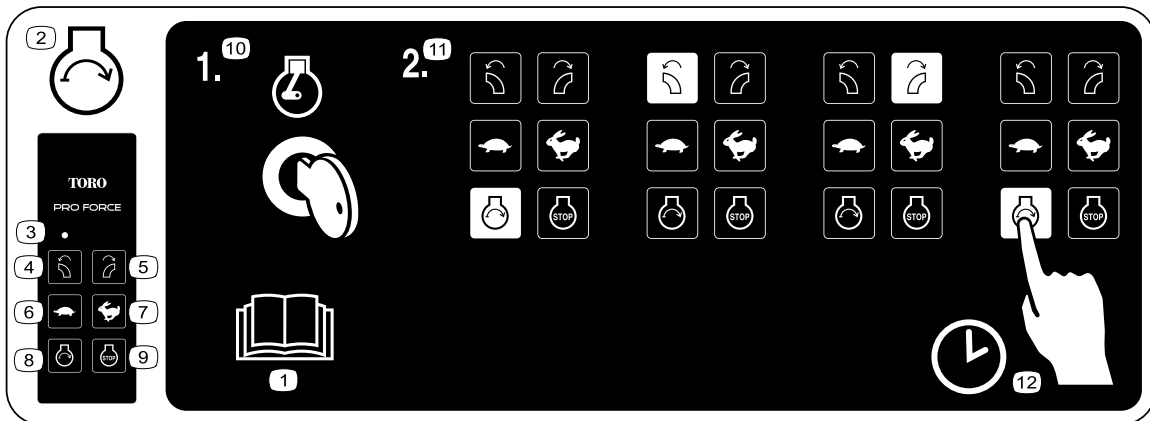 2
TORO
PRO FORCE
3
4 5
6 7
8 STOP 9
1. 10
2. 11
STOP STOP STOP STOP
1
12